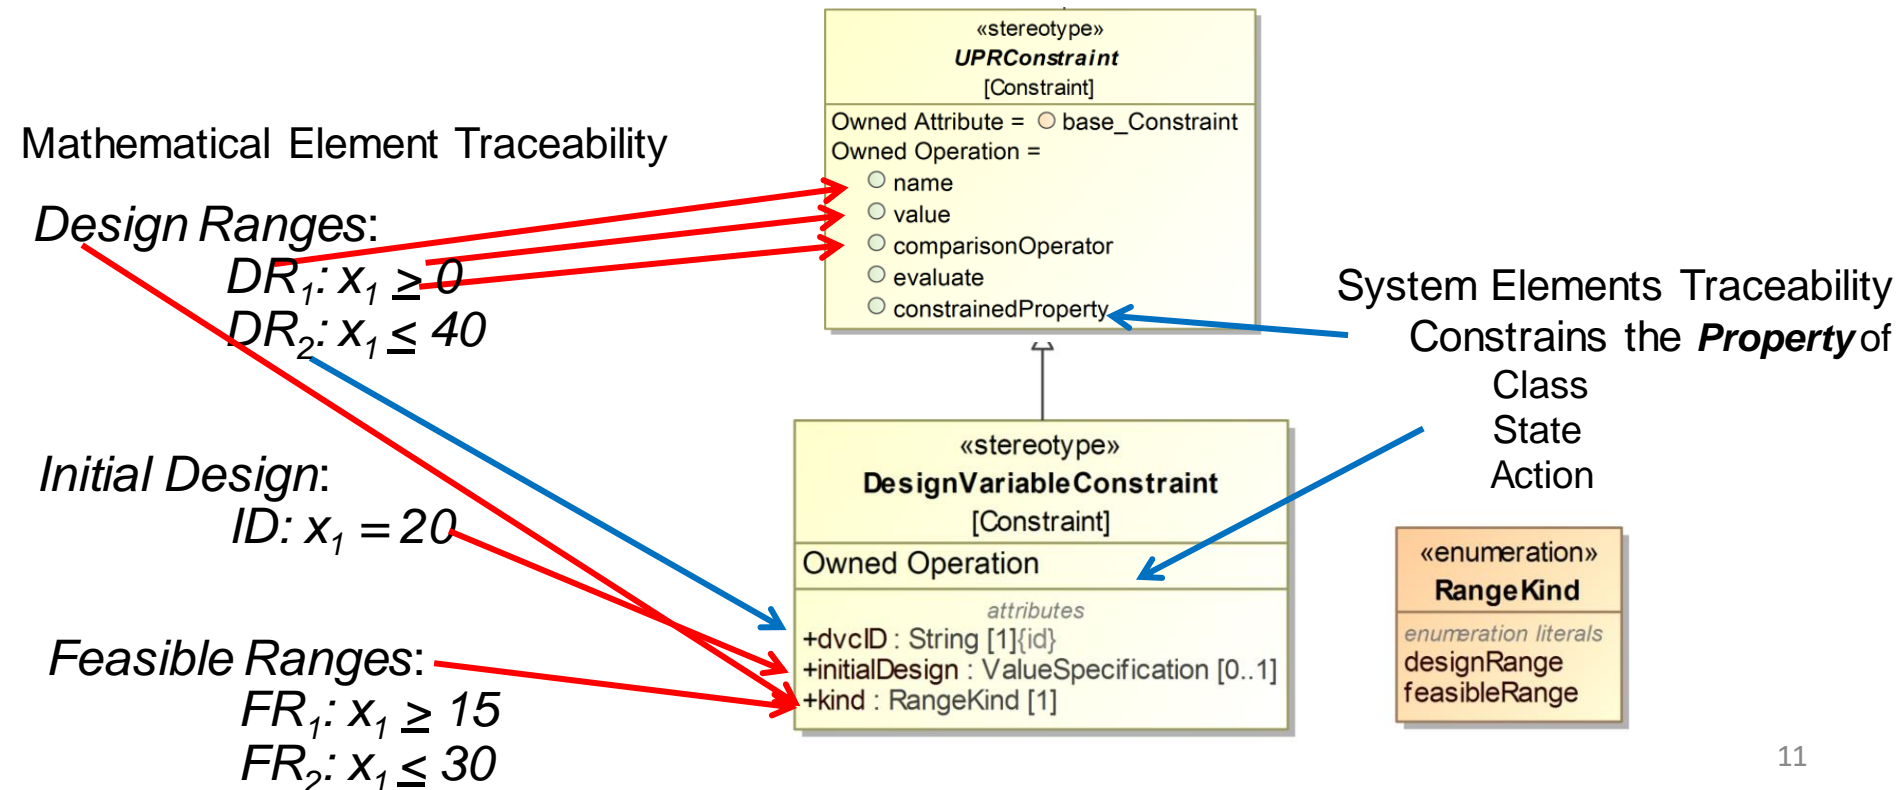 «stereotype»
UPRConstraint
[Constraint]
Owned Attribute = base_Constraint
Owned Operation =
name
value
comparisonOperator
evaluate
constrainedProperty
Mathematical Element Traceability
Design Ranges:
DR1: x1 ≥ 0
DR2: x1 ≤ 40
Initial Design:
ID: x1 = 20
Feasible Ranges:
FR1: x1 ≥ 15
FR2: x1 ≤ 30
«stereotype»
DesignVariableConstraint
[Constraint]
Owned Operation
attributes
+dvcID : String [1]{id}
+initialDesign : ValueSpecification [0..1]
+kind : RangeKind [1]
System Elements Traceability
Constrains the Property of
Class
State
Action
«enumeration»
RangeKind
enumeration literals
designRange
feasibleRange
11